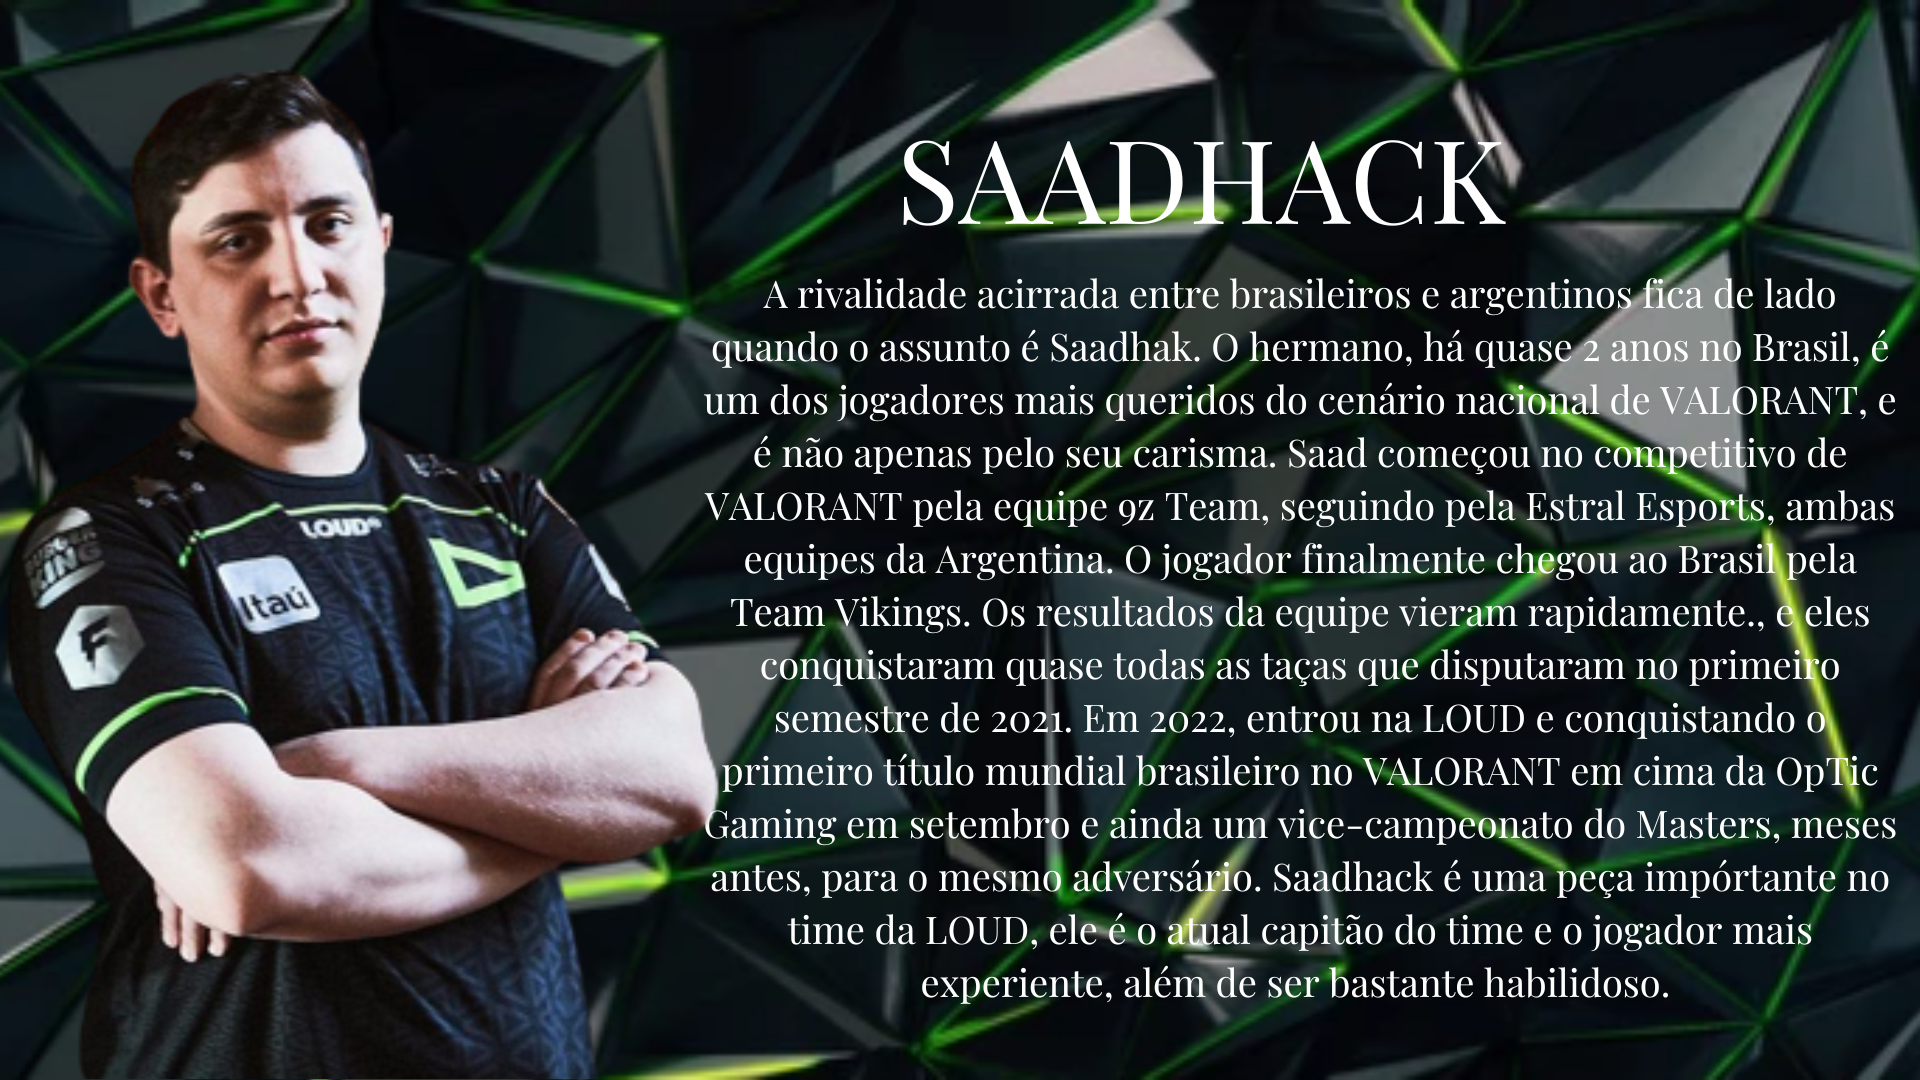 SAADHACK
A rivalidade acirrada entre brasileiros e argentinos fica de lado
quando o assunto é Saadhak. O hermano, há quase 2 anos no Brasil, é
um dos jogadores mais queridos do cenário nacional de VALORANT, e
é não apenas pelo seu carisma. Saad começou no competitivo de
VALORANT pela equipe 9z Team, seguindo pela Estral Esports, ambas
equipes da Argentina. O jogador finalmente chegou ao Brasil pela
Team Vikings. Os resultados da equipe vieram rapidamente., e eles
conquistaram quase todas as taças que disputaram no primeiro
semestre de 2021. Em 2022, entrou na LOUD e conquistando o
primeiro título mundial brasileiro no VALORANT em cima da OpTic
Gaming em setembro e ainda um vice-campeonato do Masters, meses
antes, para o mesmo adversário. Saadhack é uma peça impórtante no
time da LOUD, ele é o atual capitão do time e o jogador mais
experiente, além de ser bastante habilidoso.
LOUD
Itaú
KING